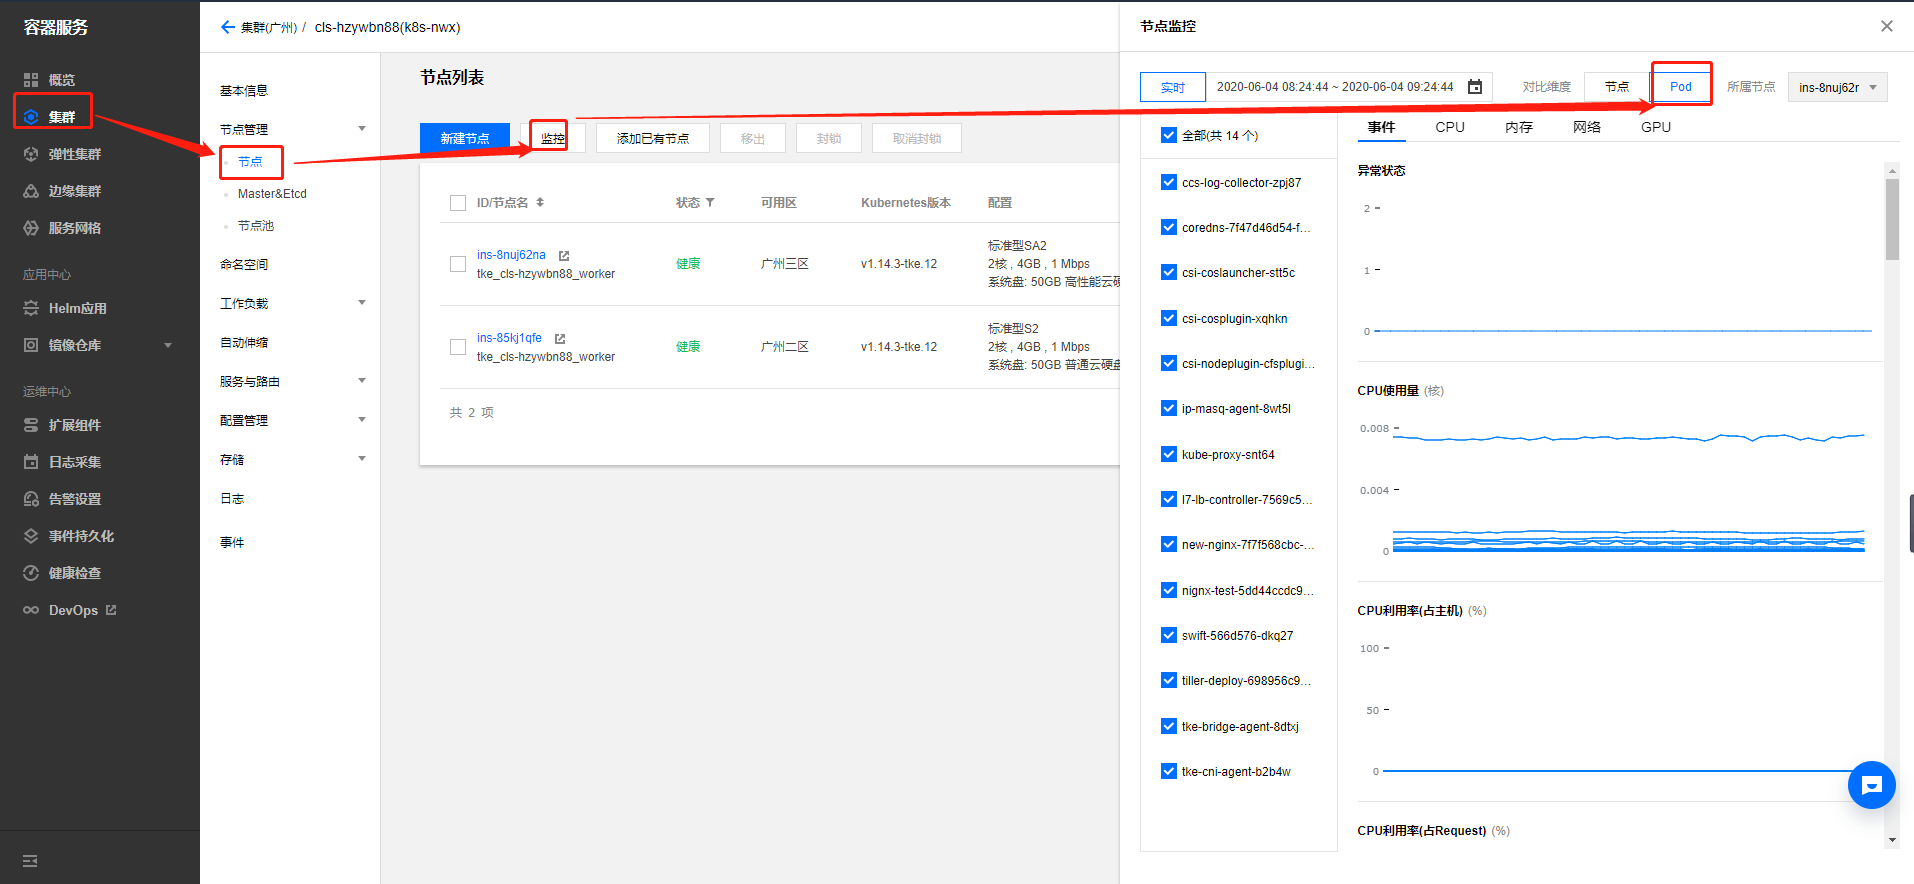 容器服务
概览
集群
弹性集群
边缘集群
服务网格
应用中心
Helm应用
镜像仓库
运维中心
扩展组件
日志采集
告警设置
事件持久化
健康检查
DevOps
集群(广州) / cls-hzywbn88(k8s-nwx)
基本信息
节点管理
节点
Master&Etcd
节点池
命名空间
工作负载
自动伸缩
服务与路由
配置管理
存储
日志
事件
节点列表
新建节点 监控 添加已有节点 移出 封锁 取消封锁
ID/节点名 状态 可用区 Kubernetes版本 配置
ins-8nuj62na
tke_cls-hzywbn88_worker
健康
广州三区
v1.14.3-tke.12
标准型SA2
2核 , 4GB , 1 Mbps
系统盘: 50GB 高性能云硬
ins-85kj1qfe
tke_cls-hzywbn88_worker
健康
广州二区
v1.14.3-tke.12
标准型S2
2核 , 4GB , 1 Mbps
系统盘: 50GB 普通云硬盘
共 2 项
节点监控
实时 2020-06-04 08:24:44 ~ 2020-06-04 09:24:44 对比维度 节点 Pod 所属节点 ins-8nuj62r
全部(共 14 个)
ccs-log-collector-zpj87
coredns-7f47d46d54-f...
csi-coslauncher-stt5c
csi-cosplugin-xqhkn
csi-nodeplugin-cfsplugi...
ip-masq-agent-8wt5l
kube-proxy-snt64
l7-lb-controller-7569c5...
new-nginx-7f7f568cbc-...
nignx-test-5dd44ccdc9...
swift-566d576-dkq27
tiller-deploy-698956c9...
tke-bridge-agent-8dtxj
tke-cni-agent-b2b4w
事件 CPU 内存 网络 GPU
异常状态
2
1
0
CPU使用量 (核)
0.008
0.004
0
CPU利用率(占主机) (%)
100
50
0
CPU利用率(占Request) (%)